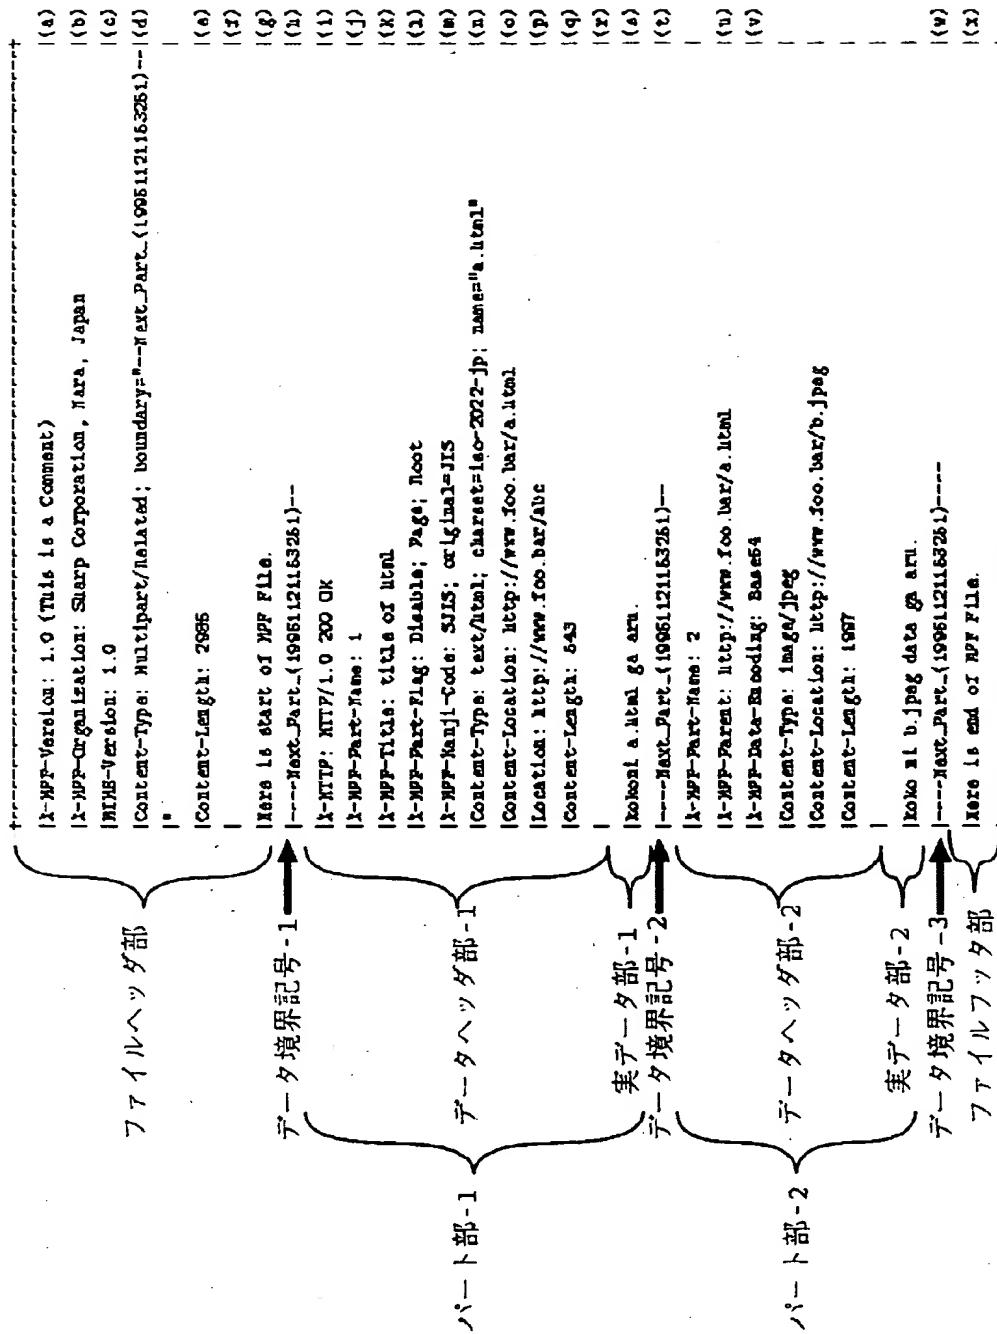 +-----------------------------------------------------------------+
|X-MPF-Version: 1.0 (This is a Comment) |(a)
|X-MPF-Organization: Sharp Corporation, Nara, Japan |(b)
|MIME-Version: 1.0 |(c)
|Content-Type: Multipart/Related; boundary="---Next_Part_(19951121153251)--|(d)
|" |
|Content-Length: 2985 |(e)
| |(f)
|Here is start of MPF File. |(g)
|-----Next_Part_(19951121153251)-- |(h)
|X-HTTP: HTTP/1.0 200 OK |(i)
|X-MPF-Part-Name: 1 |(j)
|X-MPF-Title: title of html |(k)
|X-MPF-Part-Flag: Disable; Page; Root |(l)
|X-MPF-Kanji-Code: SJIS; original=JIS |(m)
|Content-Type: text/html; charset=iso-2022-jp; name="a.html" |(n)
|Content-Location: http://www.foo.bar/a.html |(o)
|Location: http://www.foo.bar/abc |(p)
|Content-Length: 543 |(q)
| |(r)
|Kokoni a.html ga aru. |(s)
|-----Next_Part_(19951121153251)-- |(t)
|X-MPF-Part-Name: 2 |
|X-MPF-Parent: http://www.foo.bar/a.html |(u)
|X-MPF-Data-Encoding: Base64 |(v)
|Content-Type: image/jpeg |
|Content-Location: http://www.foo.bar/b.jpeg |
|Content-Length: 1997 |
| |
|Koko ni b.jpeg data ga aru. |
|-----Next_Part_(19951121153251)---- |(w)
|Here is end of MPF File. |(x)
ファイルヘッダ部
データ境界記号-1
データヘッダ部-1
実データ部-1
データ境界記号-2
データヘッダ部-2
実データ部-2
データ境界記号-3
ファイルフッタ部
パート部-1
パート部-2